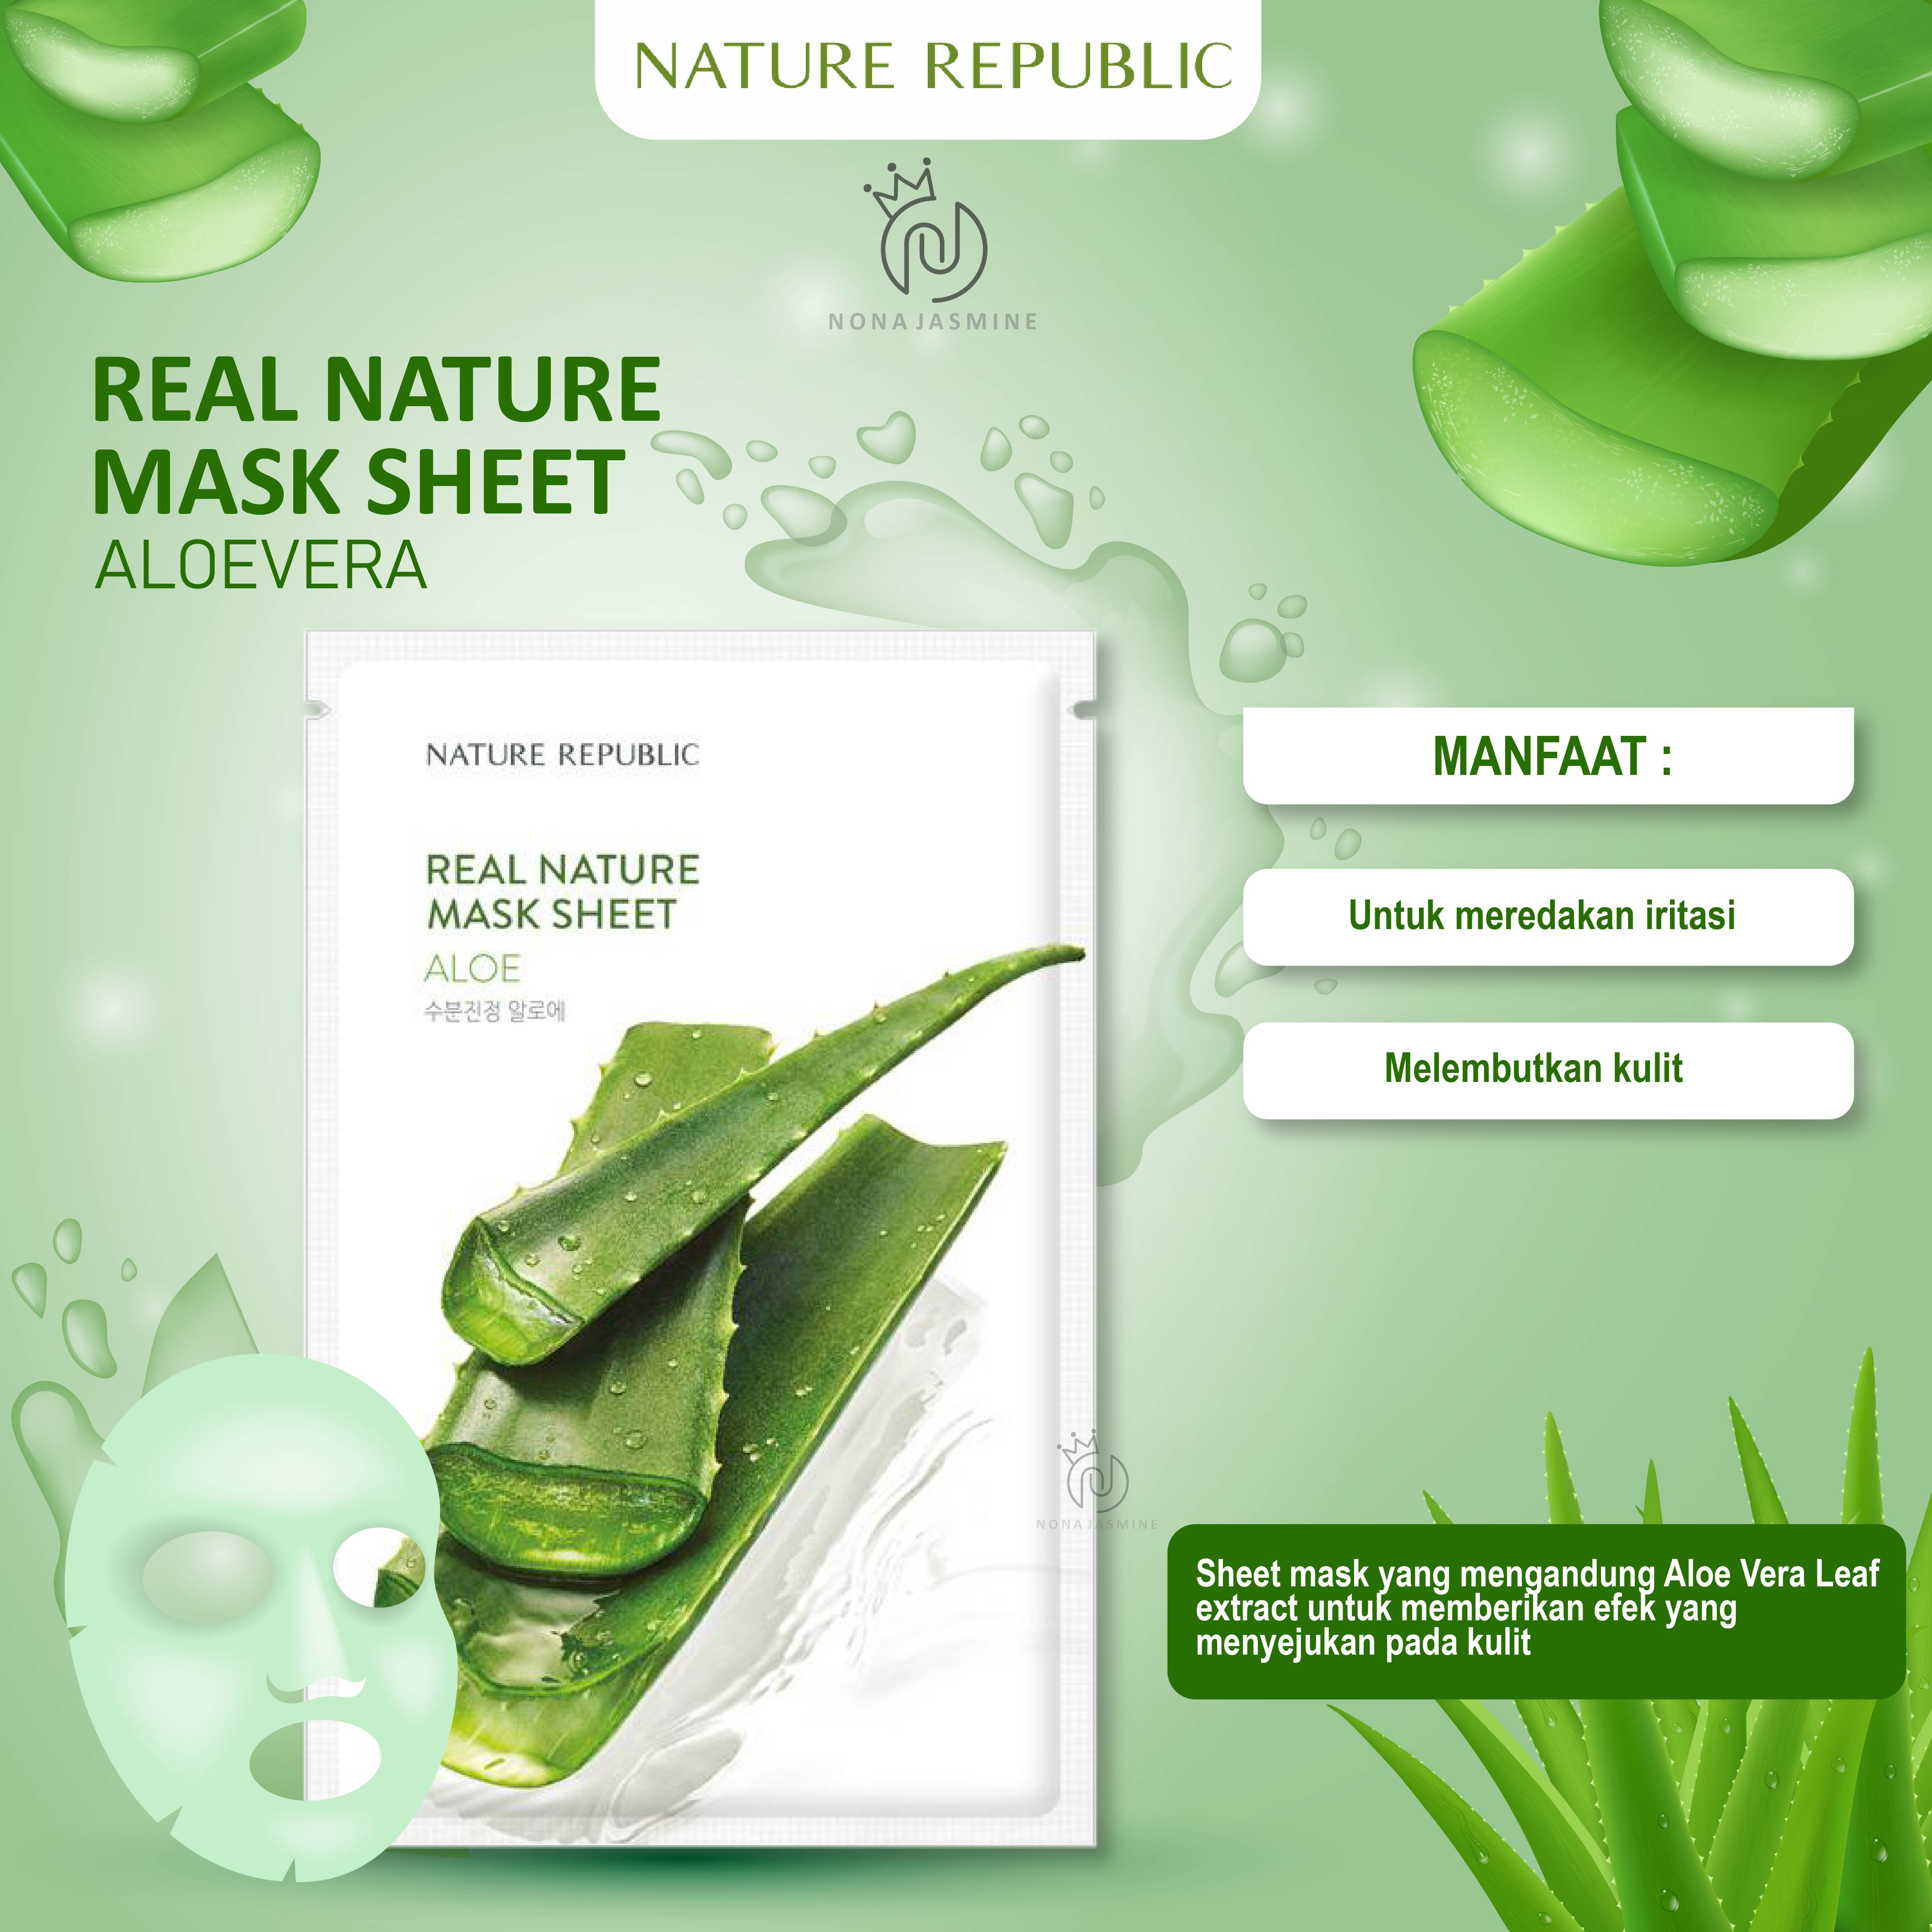 NATURE REPUBLIC
NONA JASMINE
REAL NATURE
MASK SHEET
ALOEVERA
NATURE REPUBLIC
REAL NATURE
MASK SHEET
ALOE
수분진정 알로에
MANFAAT :
Untuk meredakan iritasi
Melembutkan kulit
NONA JASMINE
Sheet mask yang mengandung Aloe Vera Leaf
extract untuk memberikan efek yang
menyejukan pada kulit